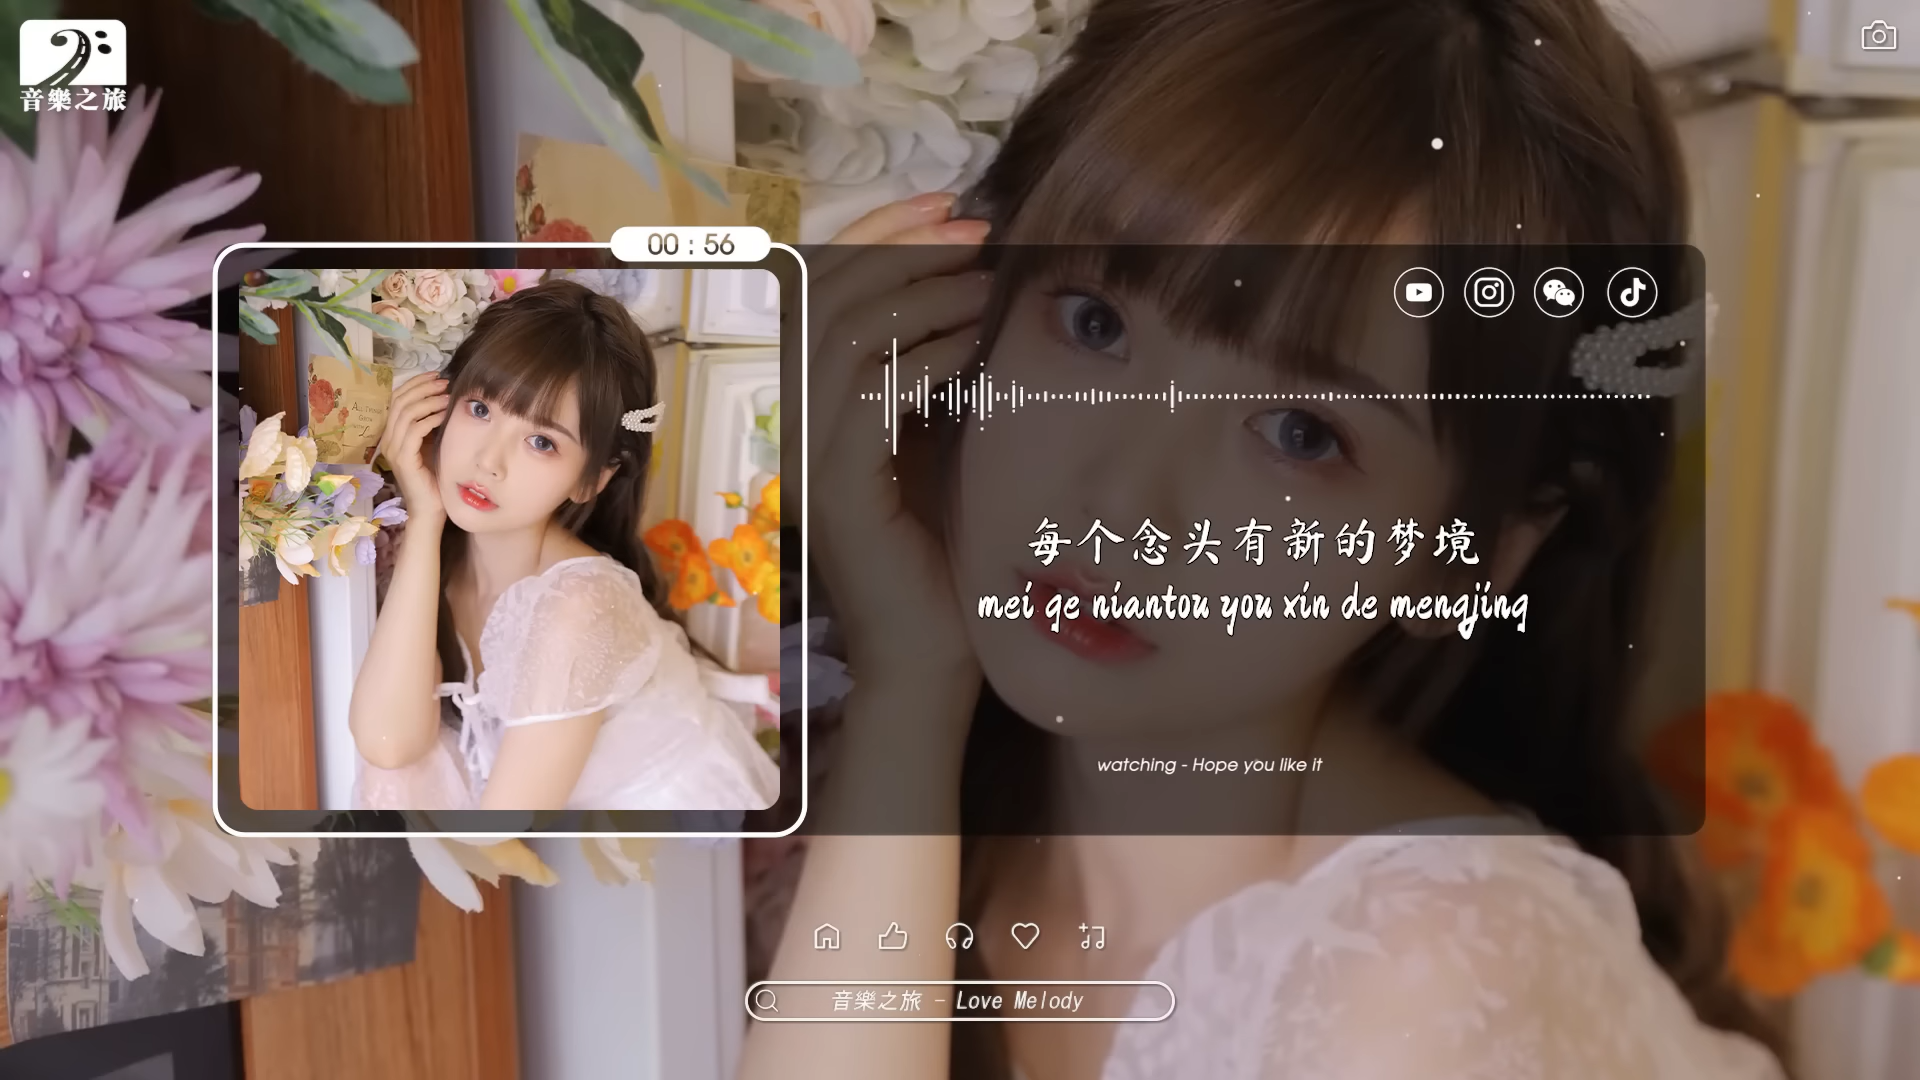 音樂之旅
00 : 56
每个念头有新的梦境
mei ge niantou you xin de mengjing
watching - Hope you like it
音樂之旅 - Love Melody